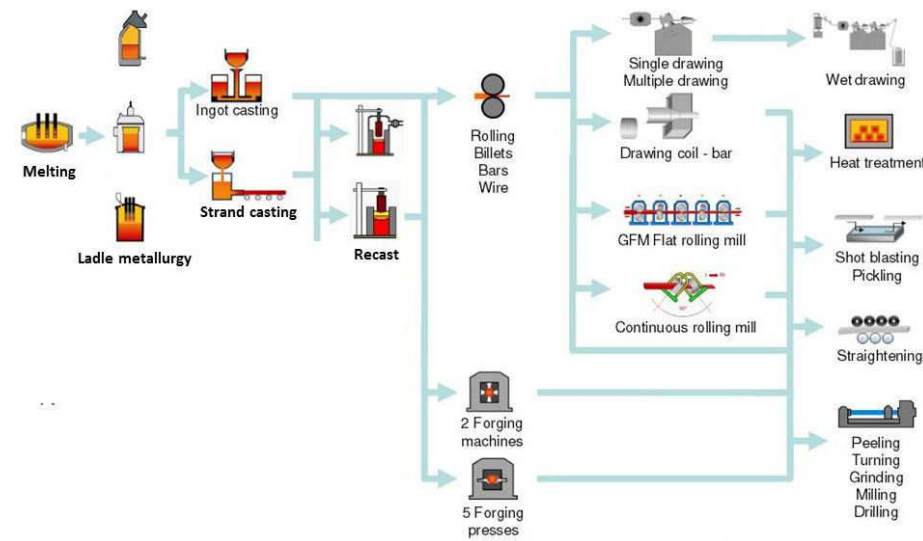 Melting
Ladle metallurgy
Ingot casting
Strand casting
Recast
Rolling
Billets
Bars
Wire
2 Forging
machines
5 Forging
presses
Single drawing
Multiple drawing
Drawing coil - bar
GFM Flat rolling mill
Continuous rolling mill
Wet drawing
Heat treatment
Shot blasting
Pickling
Straightening
Peeling
Turning
Grinding
Milling
Drilling